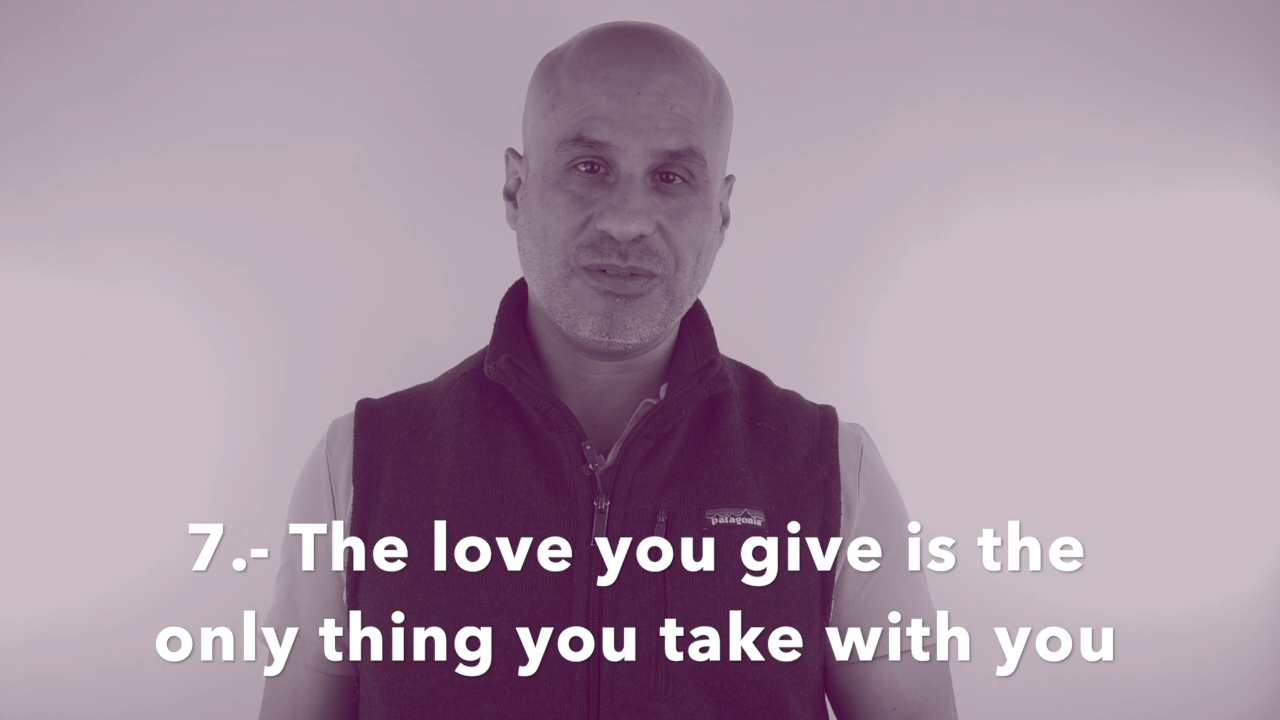 patagonia
7.- The love you give is the
only thing you take with you